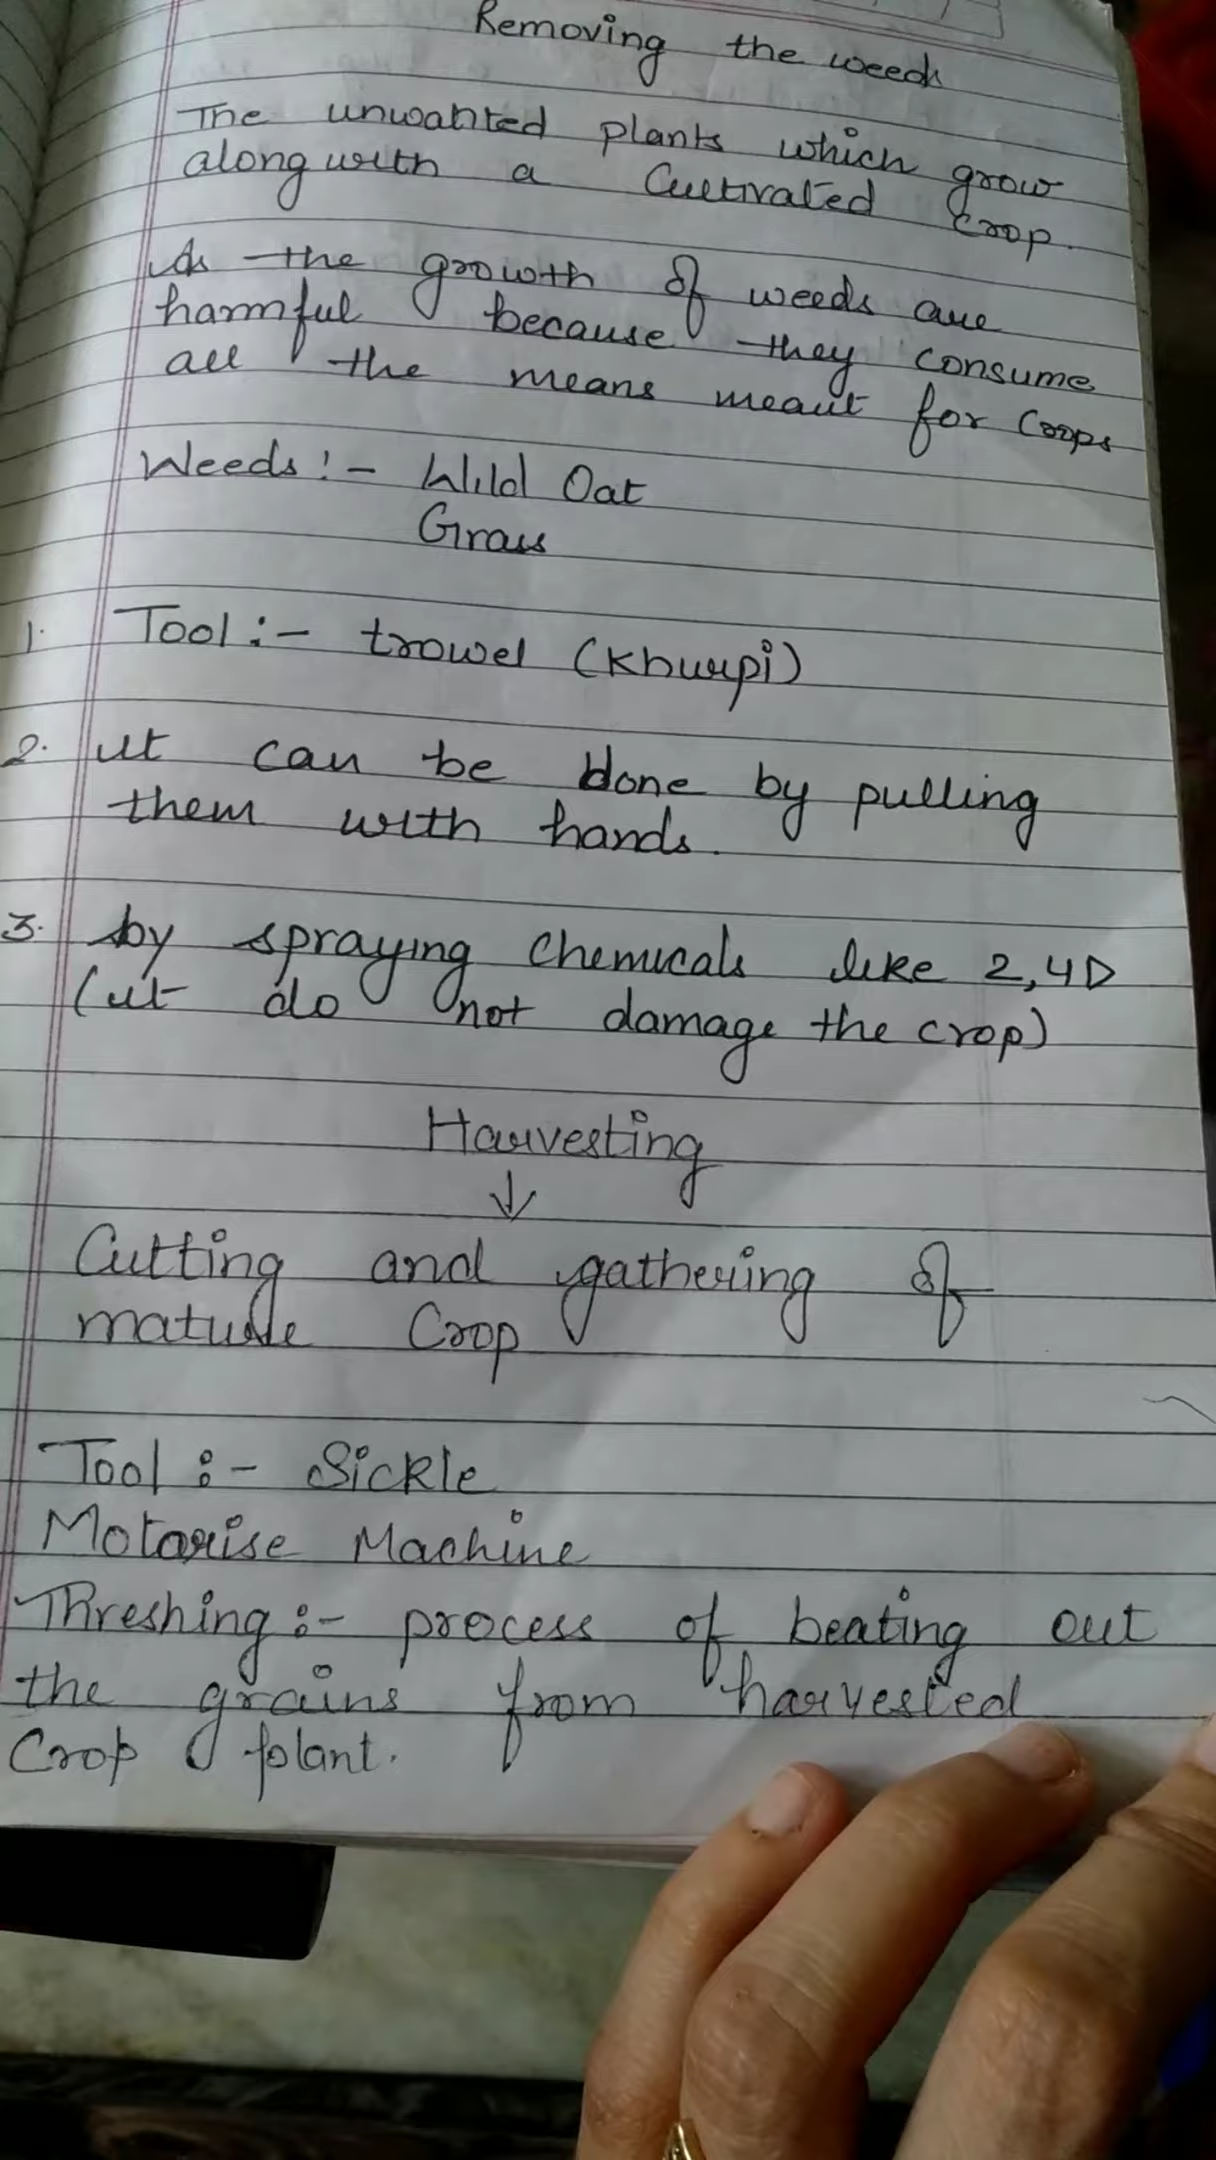 Removing the weeds
The unwanted plants which grow
along with a Cultivated crop.
As the growth of weeds are
harmful because they consume
all the means meant for Crops
Weeds :- Wild Oat
Grass
1. Tool :- trowel (Khurpi)
2. it can be done by pulling
them with hands.
3. by spraying chemicals like 2,4D
(it do not damage the crop)
Harvesting
↓
Cutting and gathering of
mature Crop
Tool :- Sickle
Motorise Machine
Threshing :- process of beating out
the grains from harvested
Crop plant.